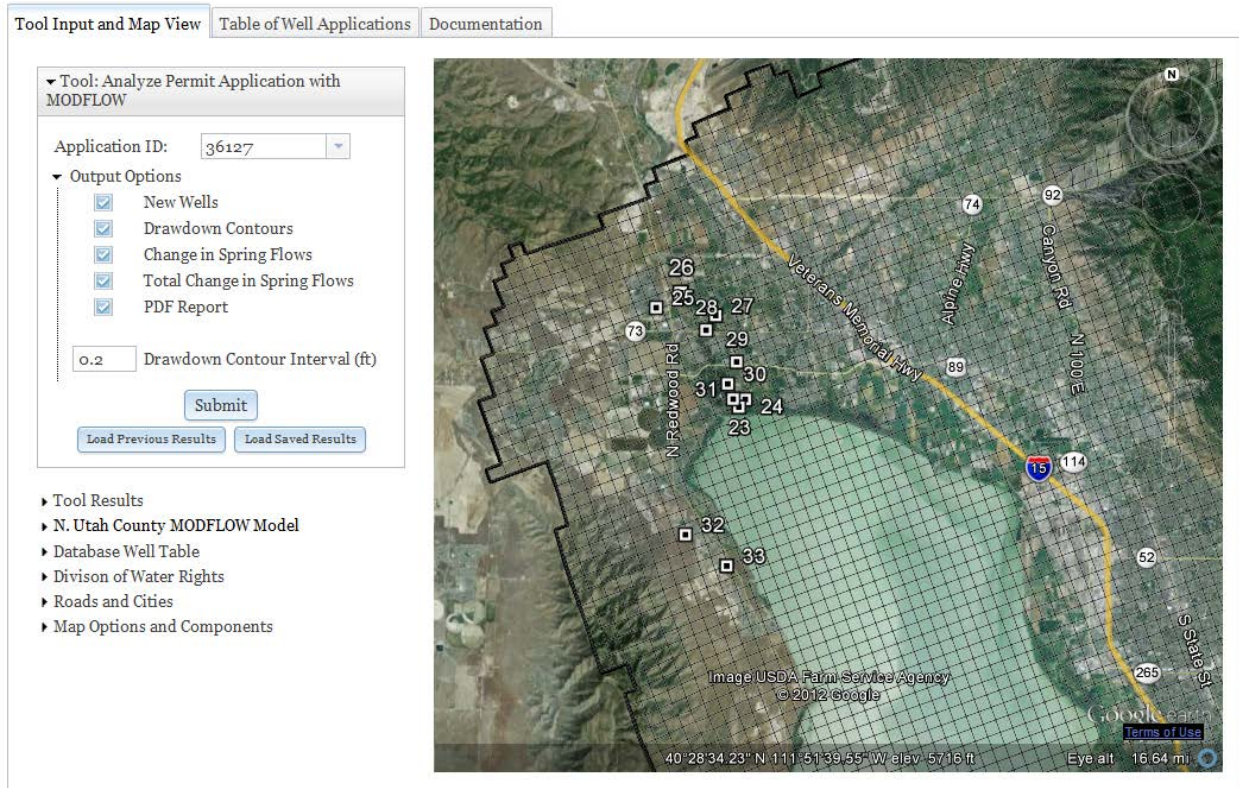 Tool Input and Map View
Table of Well Applications
Documentation
Tool: Analyze Permit Application with
MODFLOW
Application ID:
36127
Output Options
New Wells
Drawdown Contours
Change in Spring Flows
Total Change in Spring Flows
PDF Report
0.2 Drawdown Contour Interval (ft)
Submit
Load Previous Results
Load Saved Results
Tool Results
N. Utah County MODFLOW Model
Database Well Table
Divison of Water Rights
Roads and Cities
Map Options and Components
N
92
74
Canyon Rd
Alpine Hwy
Veterans Memorial Hwy
26
25
28
27
73
29
N Redwood Rd
N 100 E
89
30
31
24
23
15
114
32
33
52
S State St
265
Image USDA Farm Service Agency
© 2012 Google
Google earth
Terms of Use
40°28'34.23" N 111°51'39.55" W elev 5716 ft
Eye alt 16.64 mi